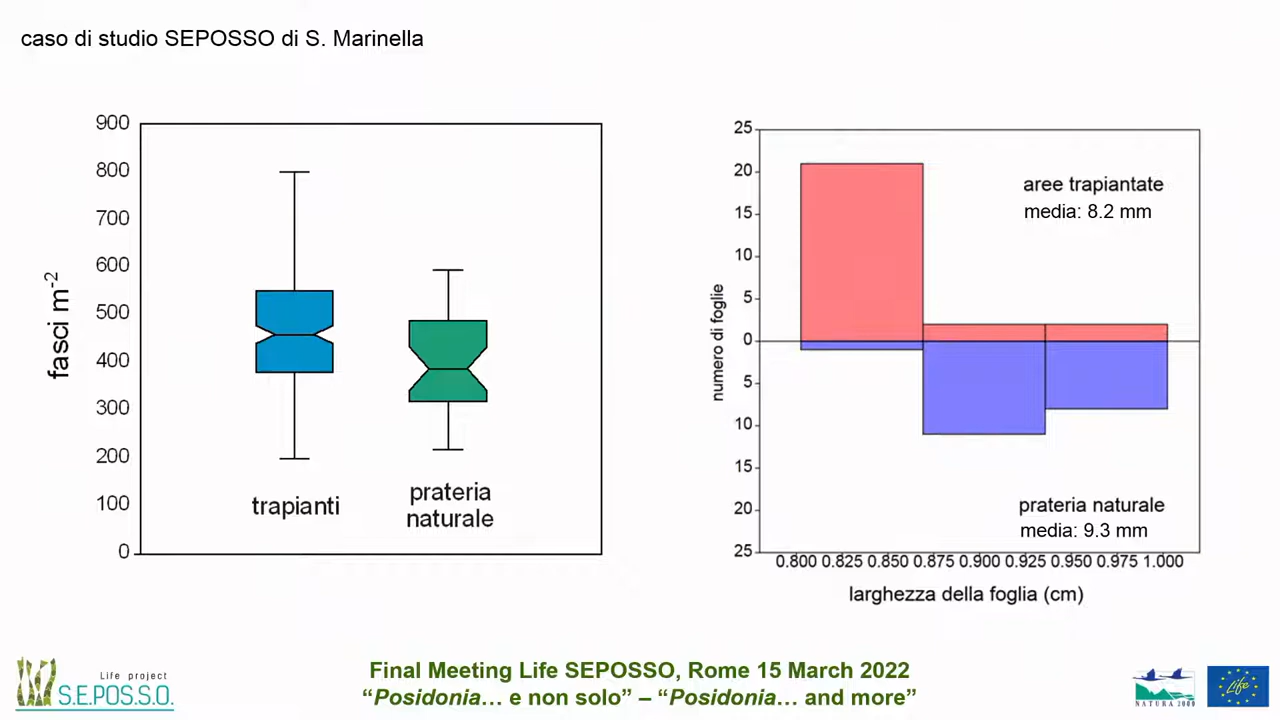 caso di studio SEPOSSO di S. Marinella
900
800
700
600
500
400
300
200
100
0
fasci m-2
trapianti
prateria
naturale
25
20
15
10
5
0
5
10
15
20
25
numero di foglie
aree trapiantate
media: 8.2 mm
prateria naturale
media: 9.3 mm
0.800 0.825 0.850 0.875 0.900 0.925 0.950 0.975 1.000
larghezza della foglia (cm)
Life project
S.E.POS.S.O.
Final Meeting Life SEPOSSO, Rome 15 March 2022
“Posidonia… e non solo” – “Posidonia… and more”
NATURA 2000
Life